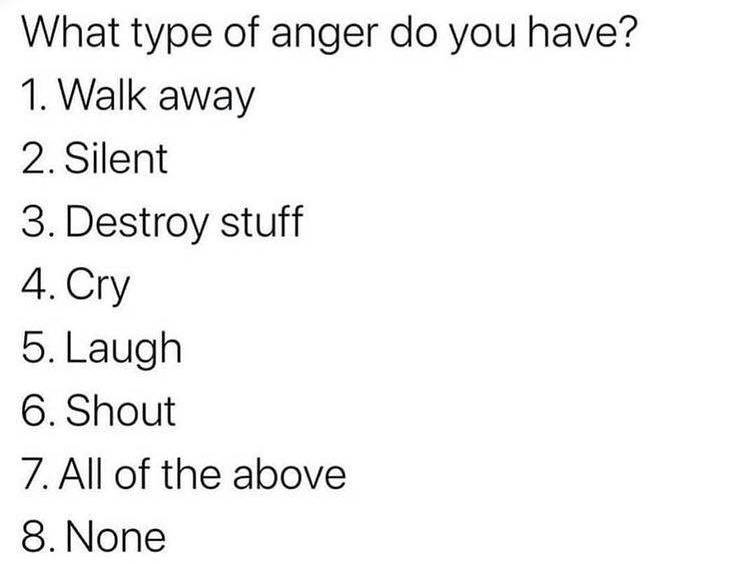 What type of anger do you have?
1. Walk away
2. Silent
3. Destroy stuff
4. Cry
5. Laugh
6. Shout
7. All of the above
8. None